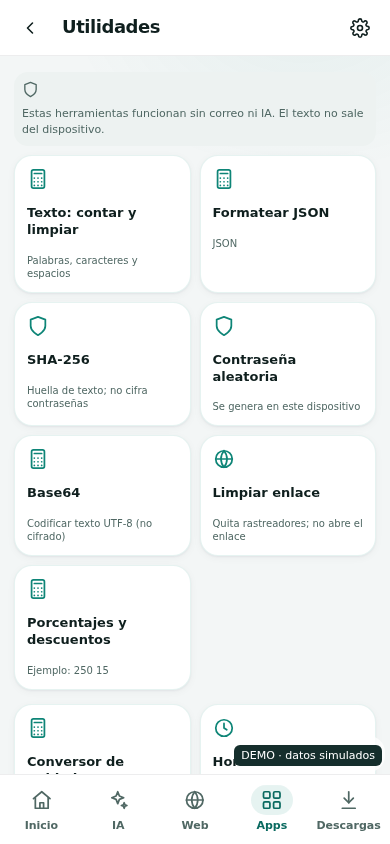 Utilidades
Estas herramientas funcionan sin correo ni IA. El texto no sale
del dispositivo.
Texto: contar y
limpiar
Palabras, caracteres y
espacios
Formatear JSON
JSON
SHA-256
Huella de texto; no cifra
contraseñas
Contraseña
aleatoria
Se genera en este dispositivo
Base64
Codificar texto UTF-8 (no
cifrado)
Limpiar enlace
Quita rastreadores; no abre el
enlace
Porcentajes y
descuentos
Ejemplo: 250 15
Conversor de
DEMO · datos simulados
Inicio
IA
Web
Apps
Descargas